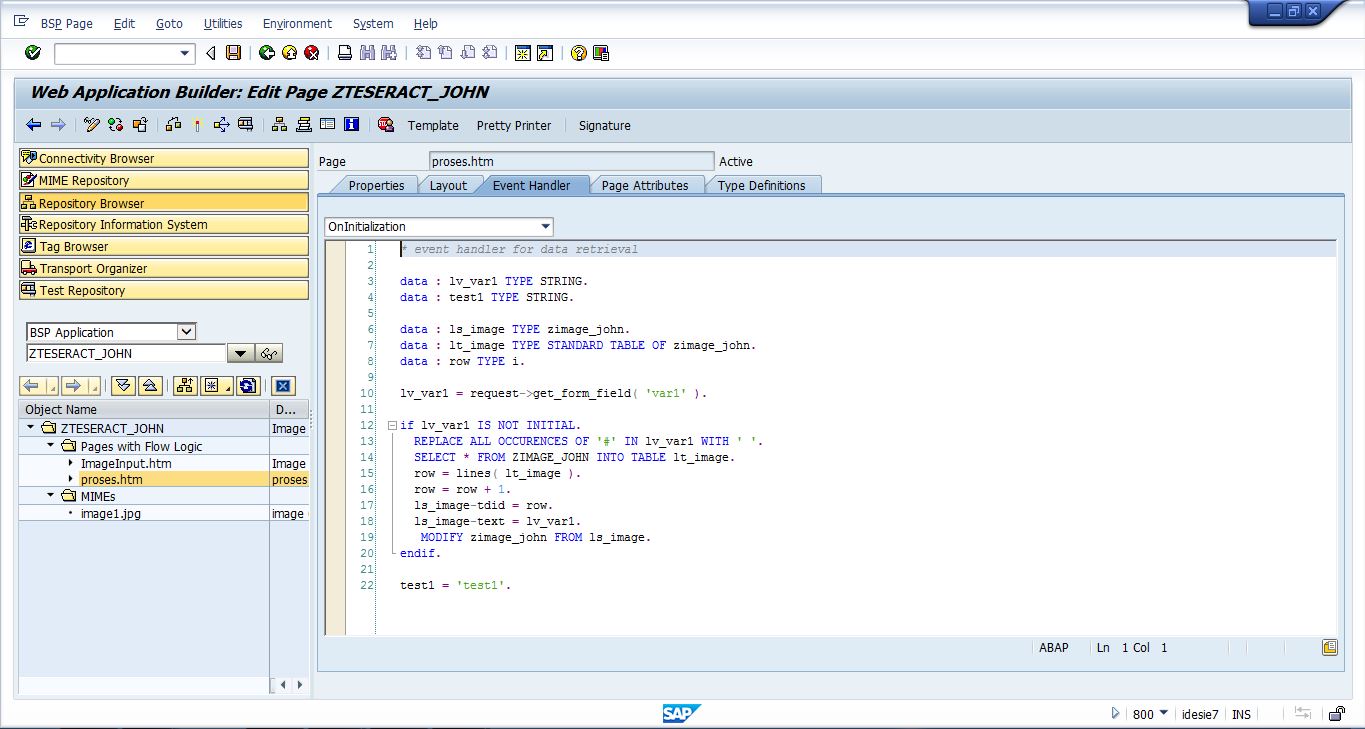 BSP Page Edit Goto Utilities Environment System Help
Web Application Builder: Edit Page ZTESERACT_JOHN
Template Pretty Printer Signature
Connectivity Browser
MIME Repository
Repository Browser
Repository Information System
Tag Browser
Transport Organizer
Test Repository
BSP Application
ZTESERACT_JOHN
Object Name D...
ZTESERACT_JOHN Image
Pages with Flow Logic
ImageInput.htm Image
proses.htm proses
MIMEs
image1.jpg image
Page proses.htm Active
Properties Layout Event Handler Page Attributes Type Definitions
OnInitialization
1 * event handler for data retrieval
2
3 data : lv_var1 TYPE STRING.
4 data : test1 TYPE STRING.
5
6 data : ls_image TYPE zimage_john.
7 data : lt_image TYPE STANDARD TABLE OF zimage_john.
8 data : row TYPE i.
9
10 lv_var1 = request->get_form_field( 'var1' ).
11
12 if lv_var1 IS NOT INITIAL.
13 REPLACE ALL OCCURENCES OF '#' IN lv_var1 WITH ' '.
14 SELECT * FROM ZIMAGE_JOHN INTO TABLE lt_image.
15 row = lines( lt_image ).
16 row = row + 1.
17 ls_image-tdid = row.
18 ls_image-text = lv_var1.
19 MODIFY zimage_john FROM ls_image.
20 endif.
21
22 test1 = 'test1'.
ABAP Ln 1 Col 1
SAP
800 idesie7 INS